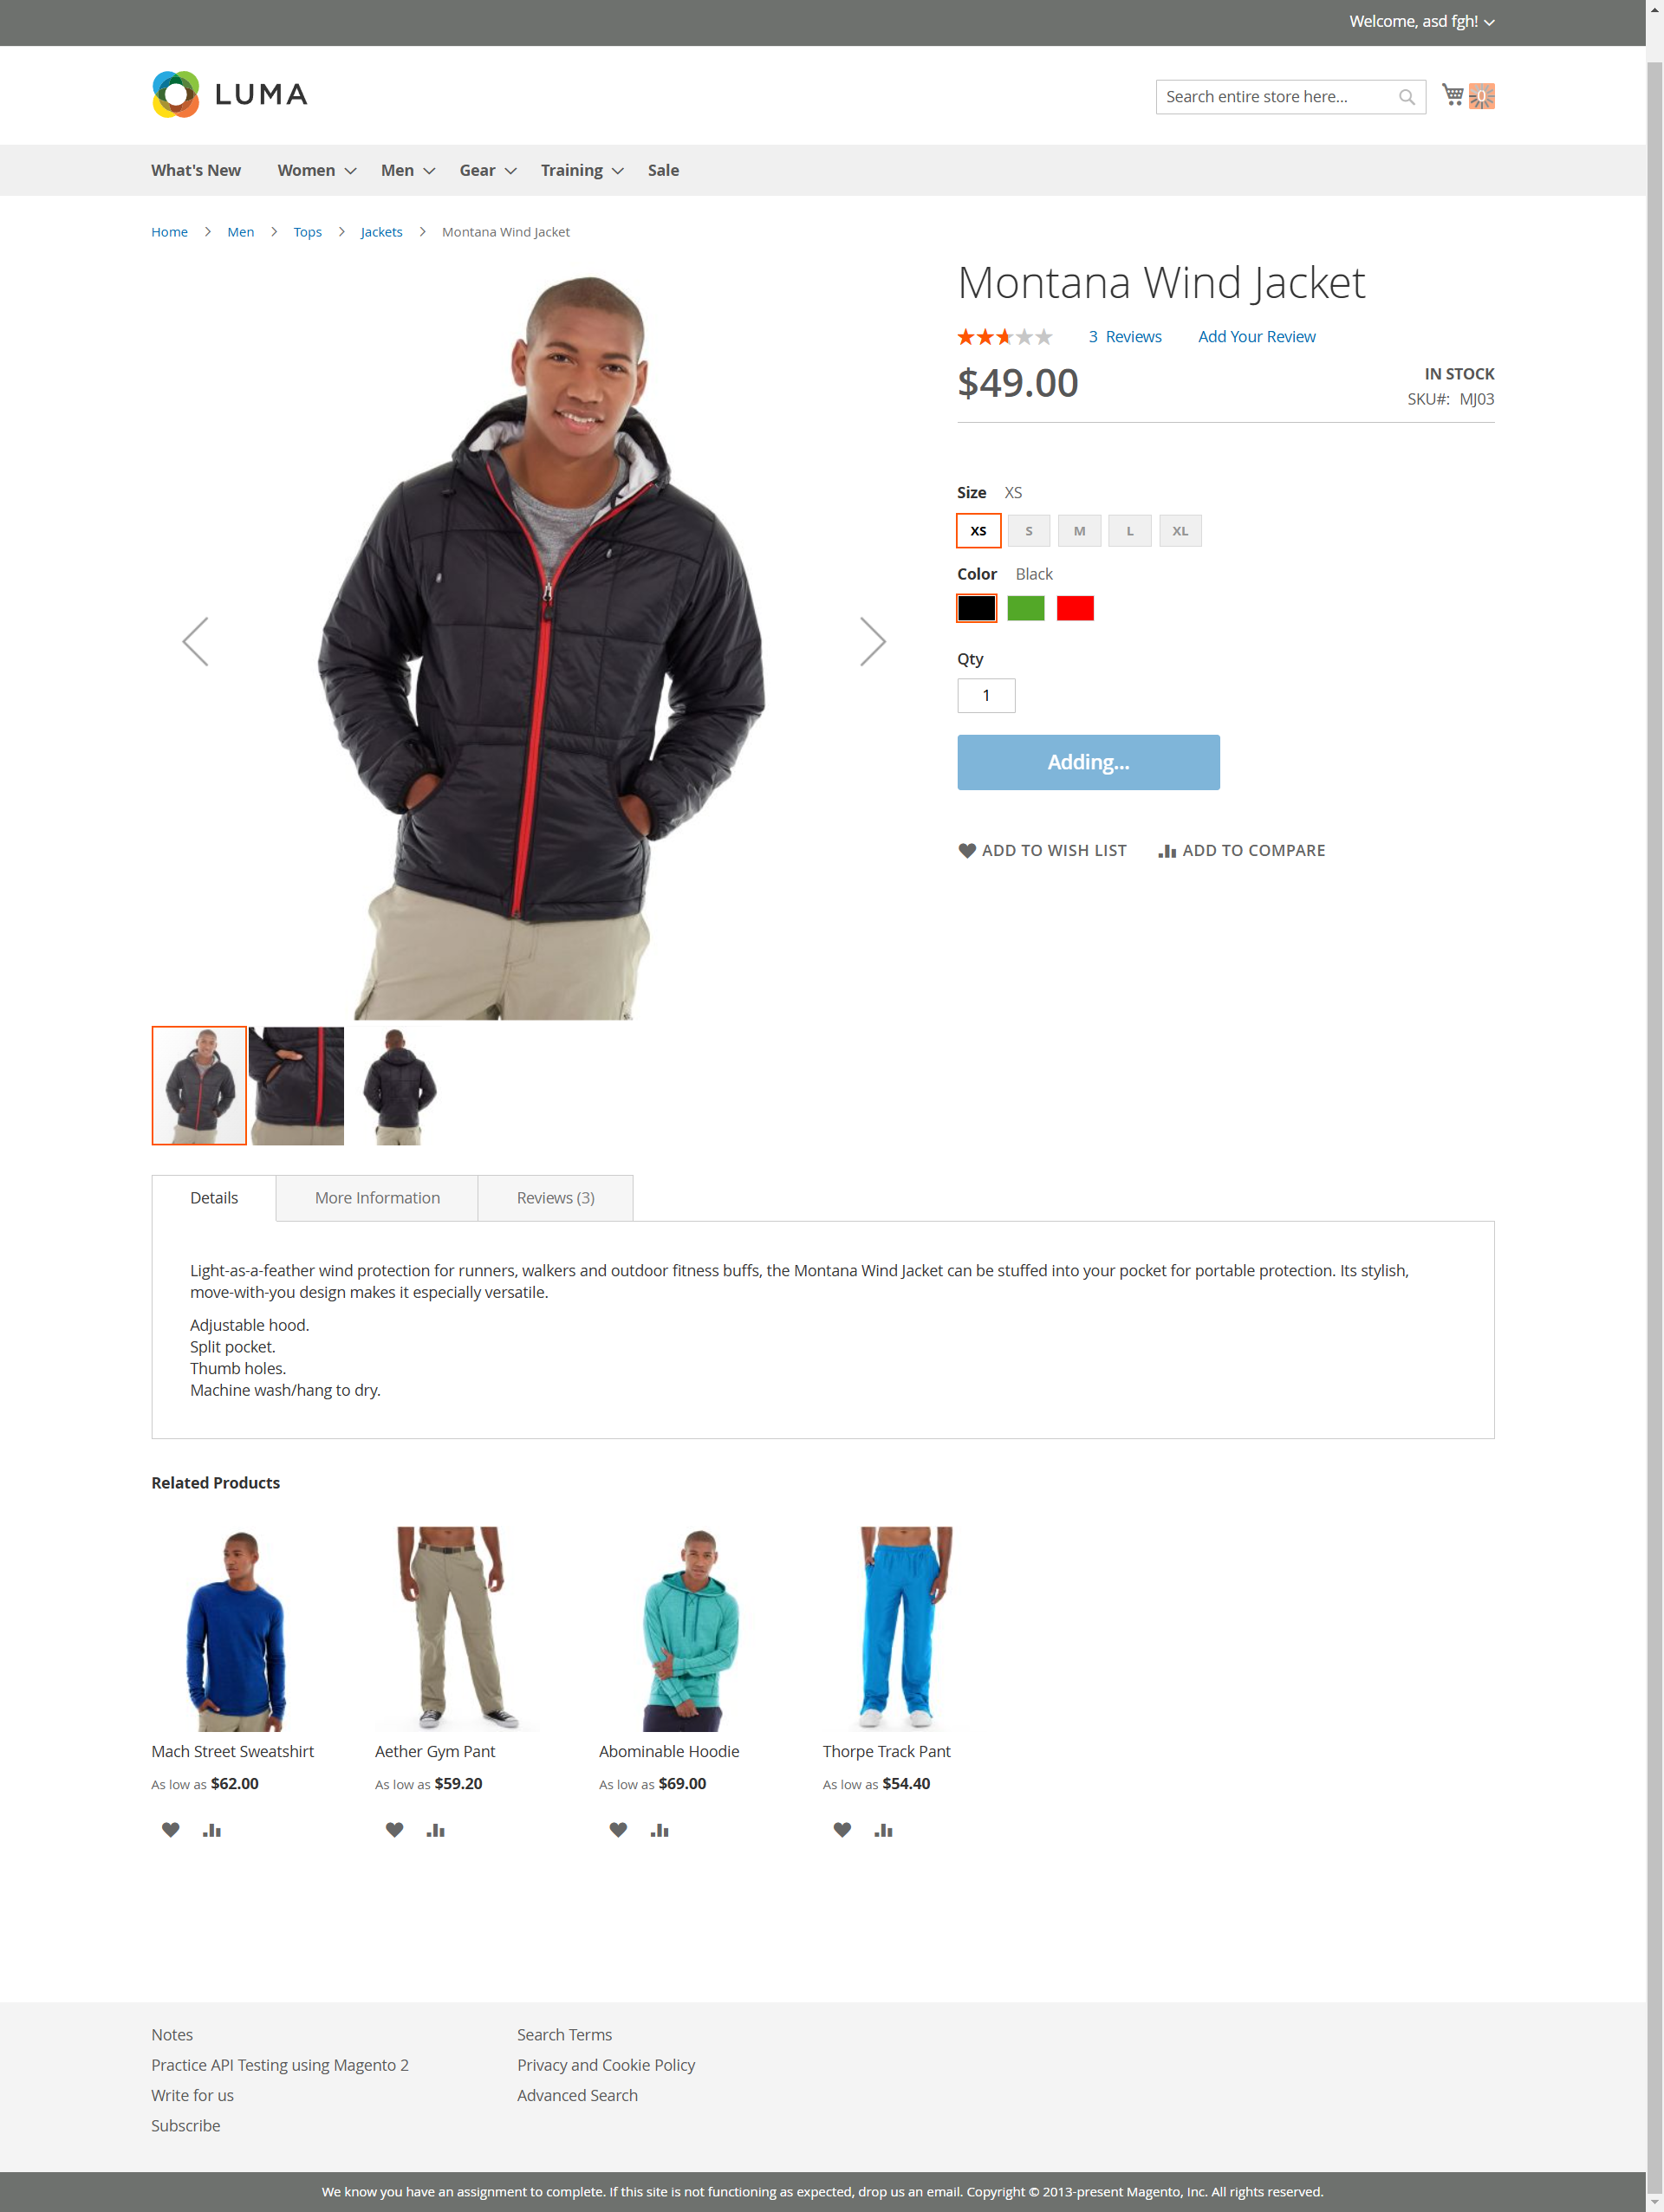 Welcome, asd fgh!
LUMA
Search entire store here...
0
What's New Women Men Gear Training Sale
Home Men Tops Jackets Montana Wind Jacket
Montana Wind Jacket
3 Reviews Add Your Review
$49.00
IN STOCK
SKU#: MJ03
Size XS
XS S M L XL
Color Black
Qty
1
Adding...
ADD TO WISH LIST ADD TO COMPARE
Details More Information Reviews (3)
Light-as-a-feather wind protection for runners, walkers and outdoor fitness buffs, the Montana Wind Jacket can be stuffed into your pocket for portable protection. Its stylish,
move-with-you design makes it especially versatile.
Adjustable hood.
Split pocket.
Thumb holes.
Machine wash/hang to dry.
Related Products
Mach Street Sweatshirt
As low as $62.00
Aether Gym Pant
As low as $59.20
Abominable Hoodie
As low as $69.00
Thorpe Track Pant
As low as $54.40
Notes
Practice API Testing using Magento 2
Write for us
Subscribe
Search Terms
Privacy and Cookie Policy
Advanced Search
We know you have an assignment to complete. If this site is not functioning as expected, drop us an email. Copyright © 2013-present Magento, Inc. All rights reserved.